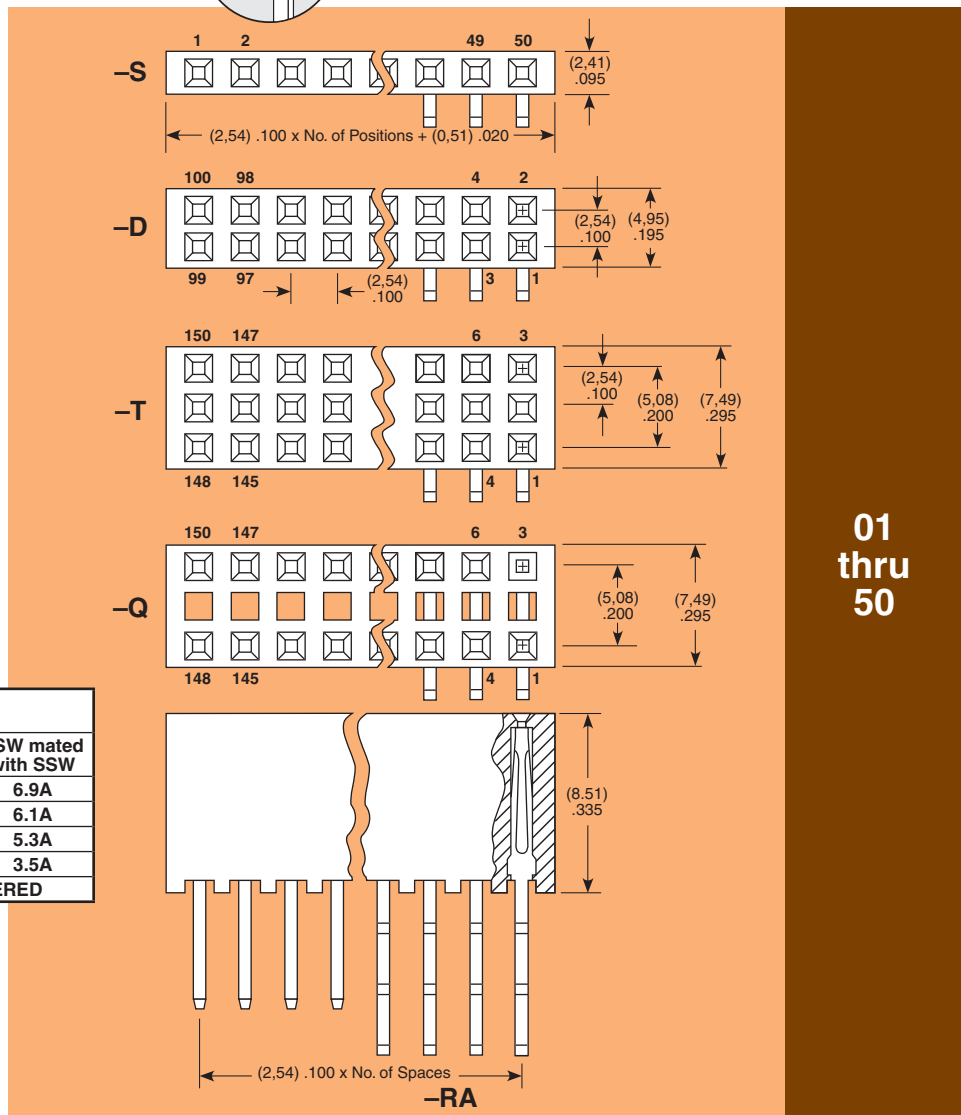 1 2 49 50
–S
(2,41)
.095
(2,54) .100 x No. of Positions + (0,51) .020
100 98 4 2
–D
(2,54)
.100
(4,95)
.195
99 97 3 1
(2,54)
.100
150 147 6 3
–T
(2,54)
.100
(5,08)
.200
(7,49)
.295
148 145 4 1
150 147 6 3
–Q
(5,08)
.200
(7,49)
.295
148 145 4 1
mated
with SSW
6.9A
6.1A
5.3A
3.5A
(8.51)
.335
(2,54) .100 x No. of Spaces
–RA
01
thru
50